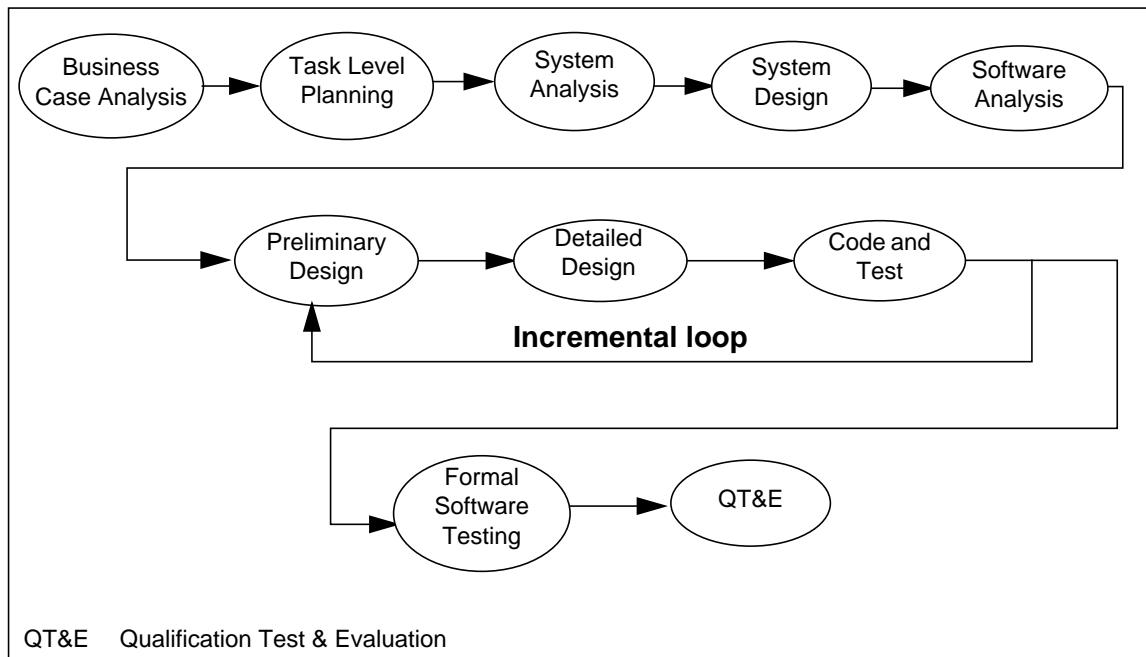 Business
Case Analysis
Task Level
Planning
System
Analysis
System
Design
Software
Analysis
Preliminary
Design
Detailed
Design
Code and
Test
Incremental loop
Formal
Software
Testing
QT&E
QT&E Qualification Test & Evaluation